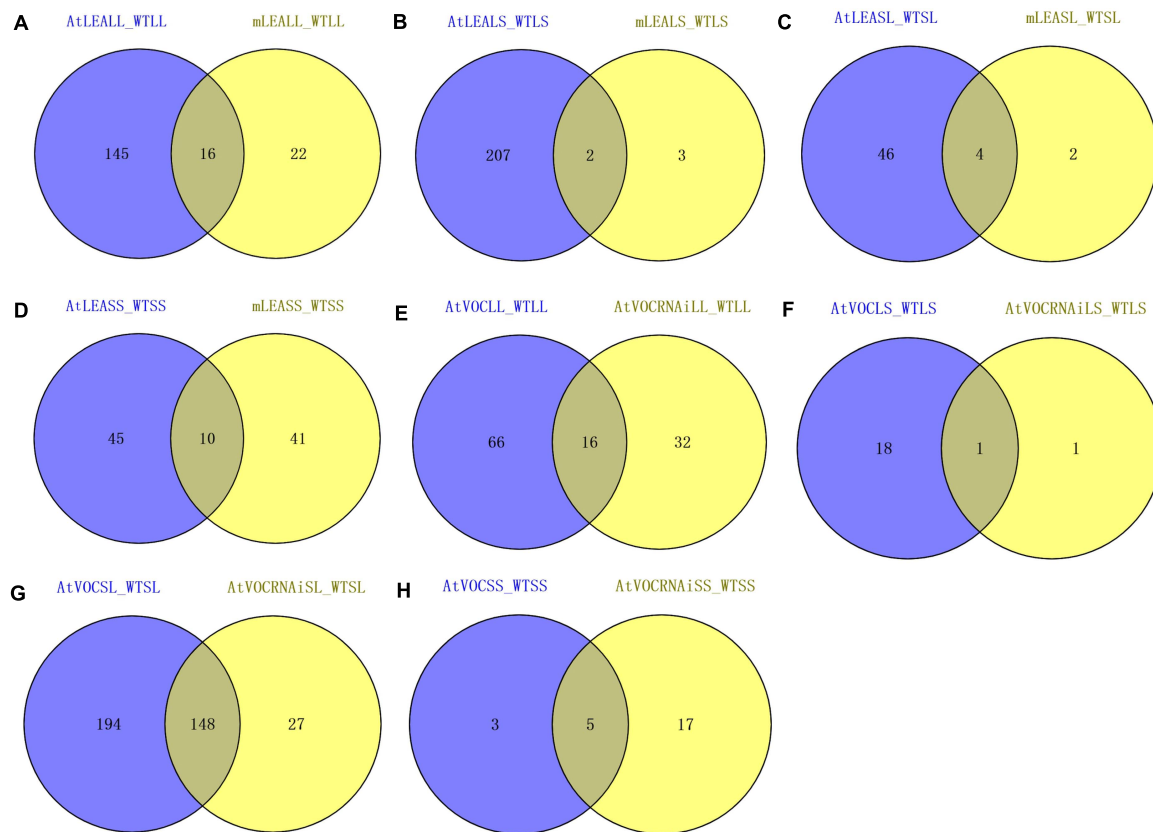 A AtLEALL_WTLL mLEALL_WTLL
145 16 22
B AtLEALS_WTLS mLEALS_WTLS
207 2 3
C AtLEASL_WTSL mLEASL_WTSL
46 4 2
D AtLEASS_WTSS mLEASS_WTSS
45 10 41
E AtVOCLL_WTLL AtVOCRNAiLL_WTLL
66 16 32
F AtVOCLS_WTLS AtVOCRNAiLS_WTLS
18 1 1
G AtVOCSL_WTSL AtVOCRNAiSL_WTSL
194 148 27
H AtVOCSS_WTSS AtVOCRNAiSS_WTSS
3 5 17